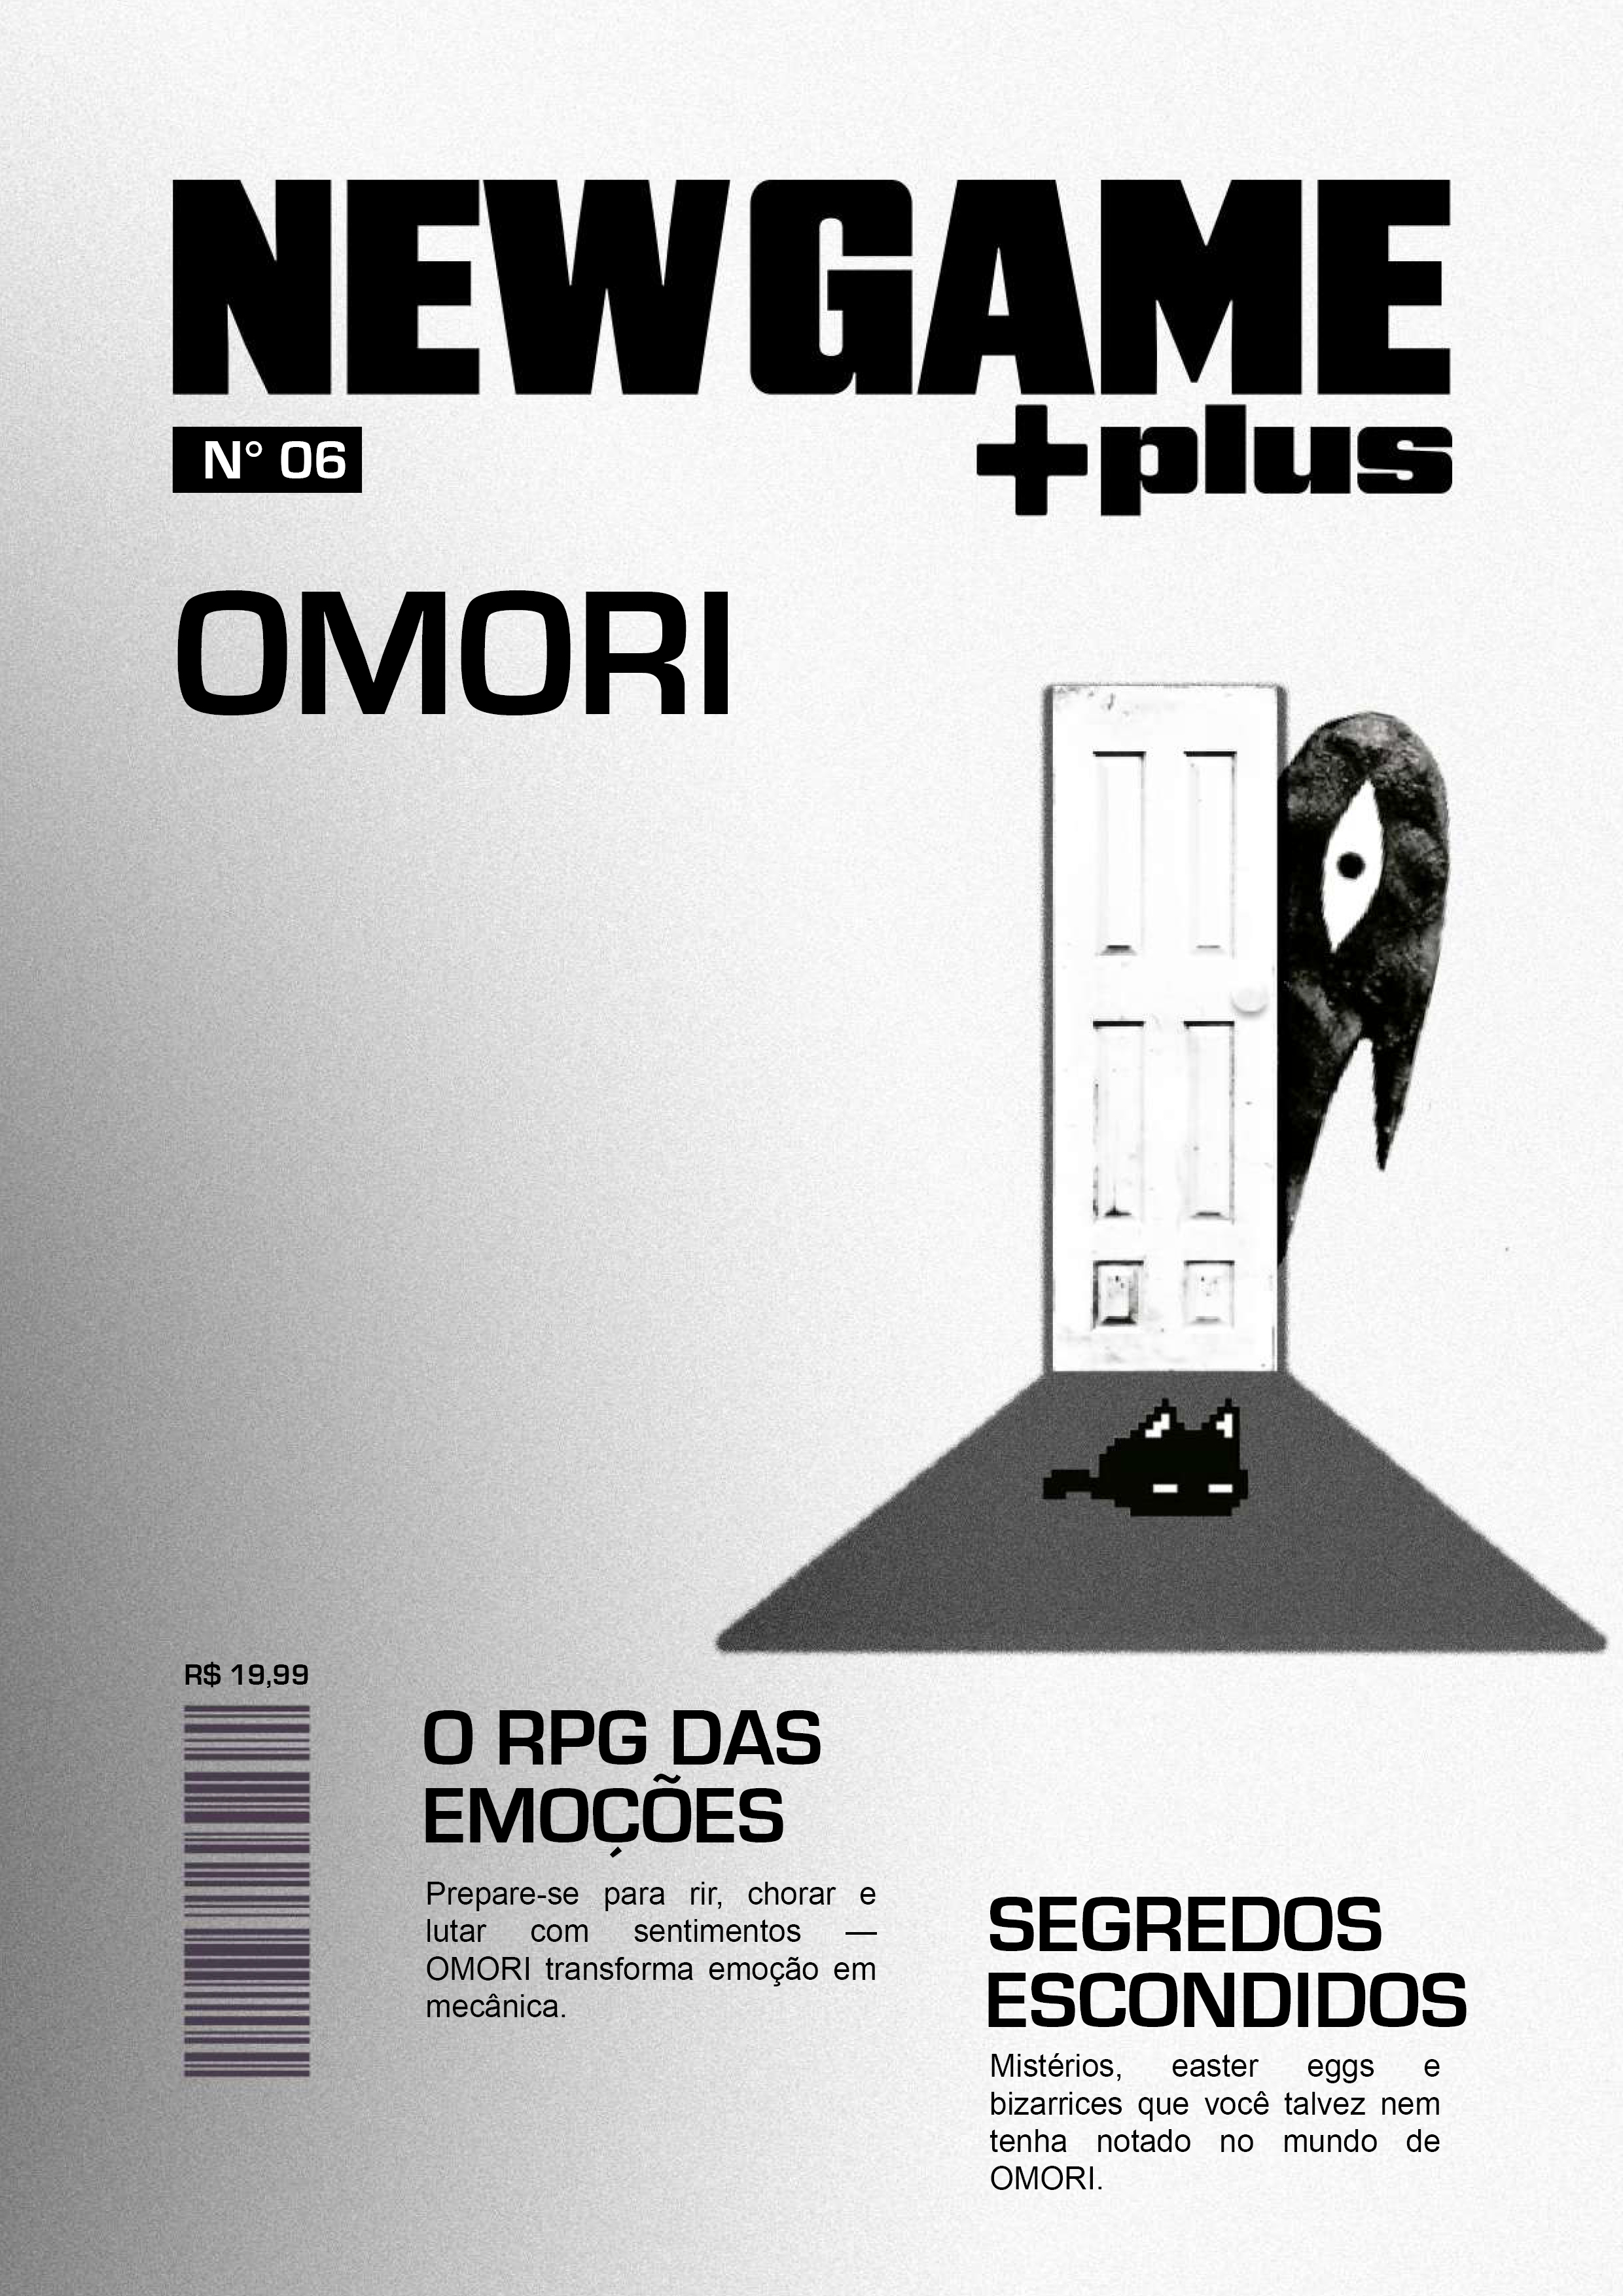 NEWGAME
+plus
N° 06
OMORI
R$ 19,99
O RPG DAS
EMOÇÕES
Prepare-se para rir, chorar e
lutar com sentimentos —
OMORI transforma emoção em
mecânica.
SEGREDOS
ESCONDIDOS
Mistérios, easter eggs e
bizarrices que você talvez nem
tenha notado no mundo de
OMORI.